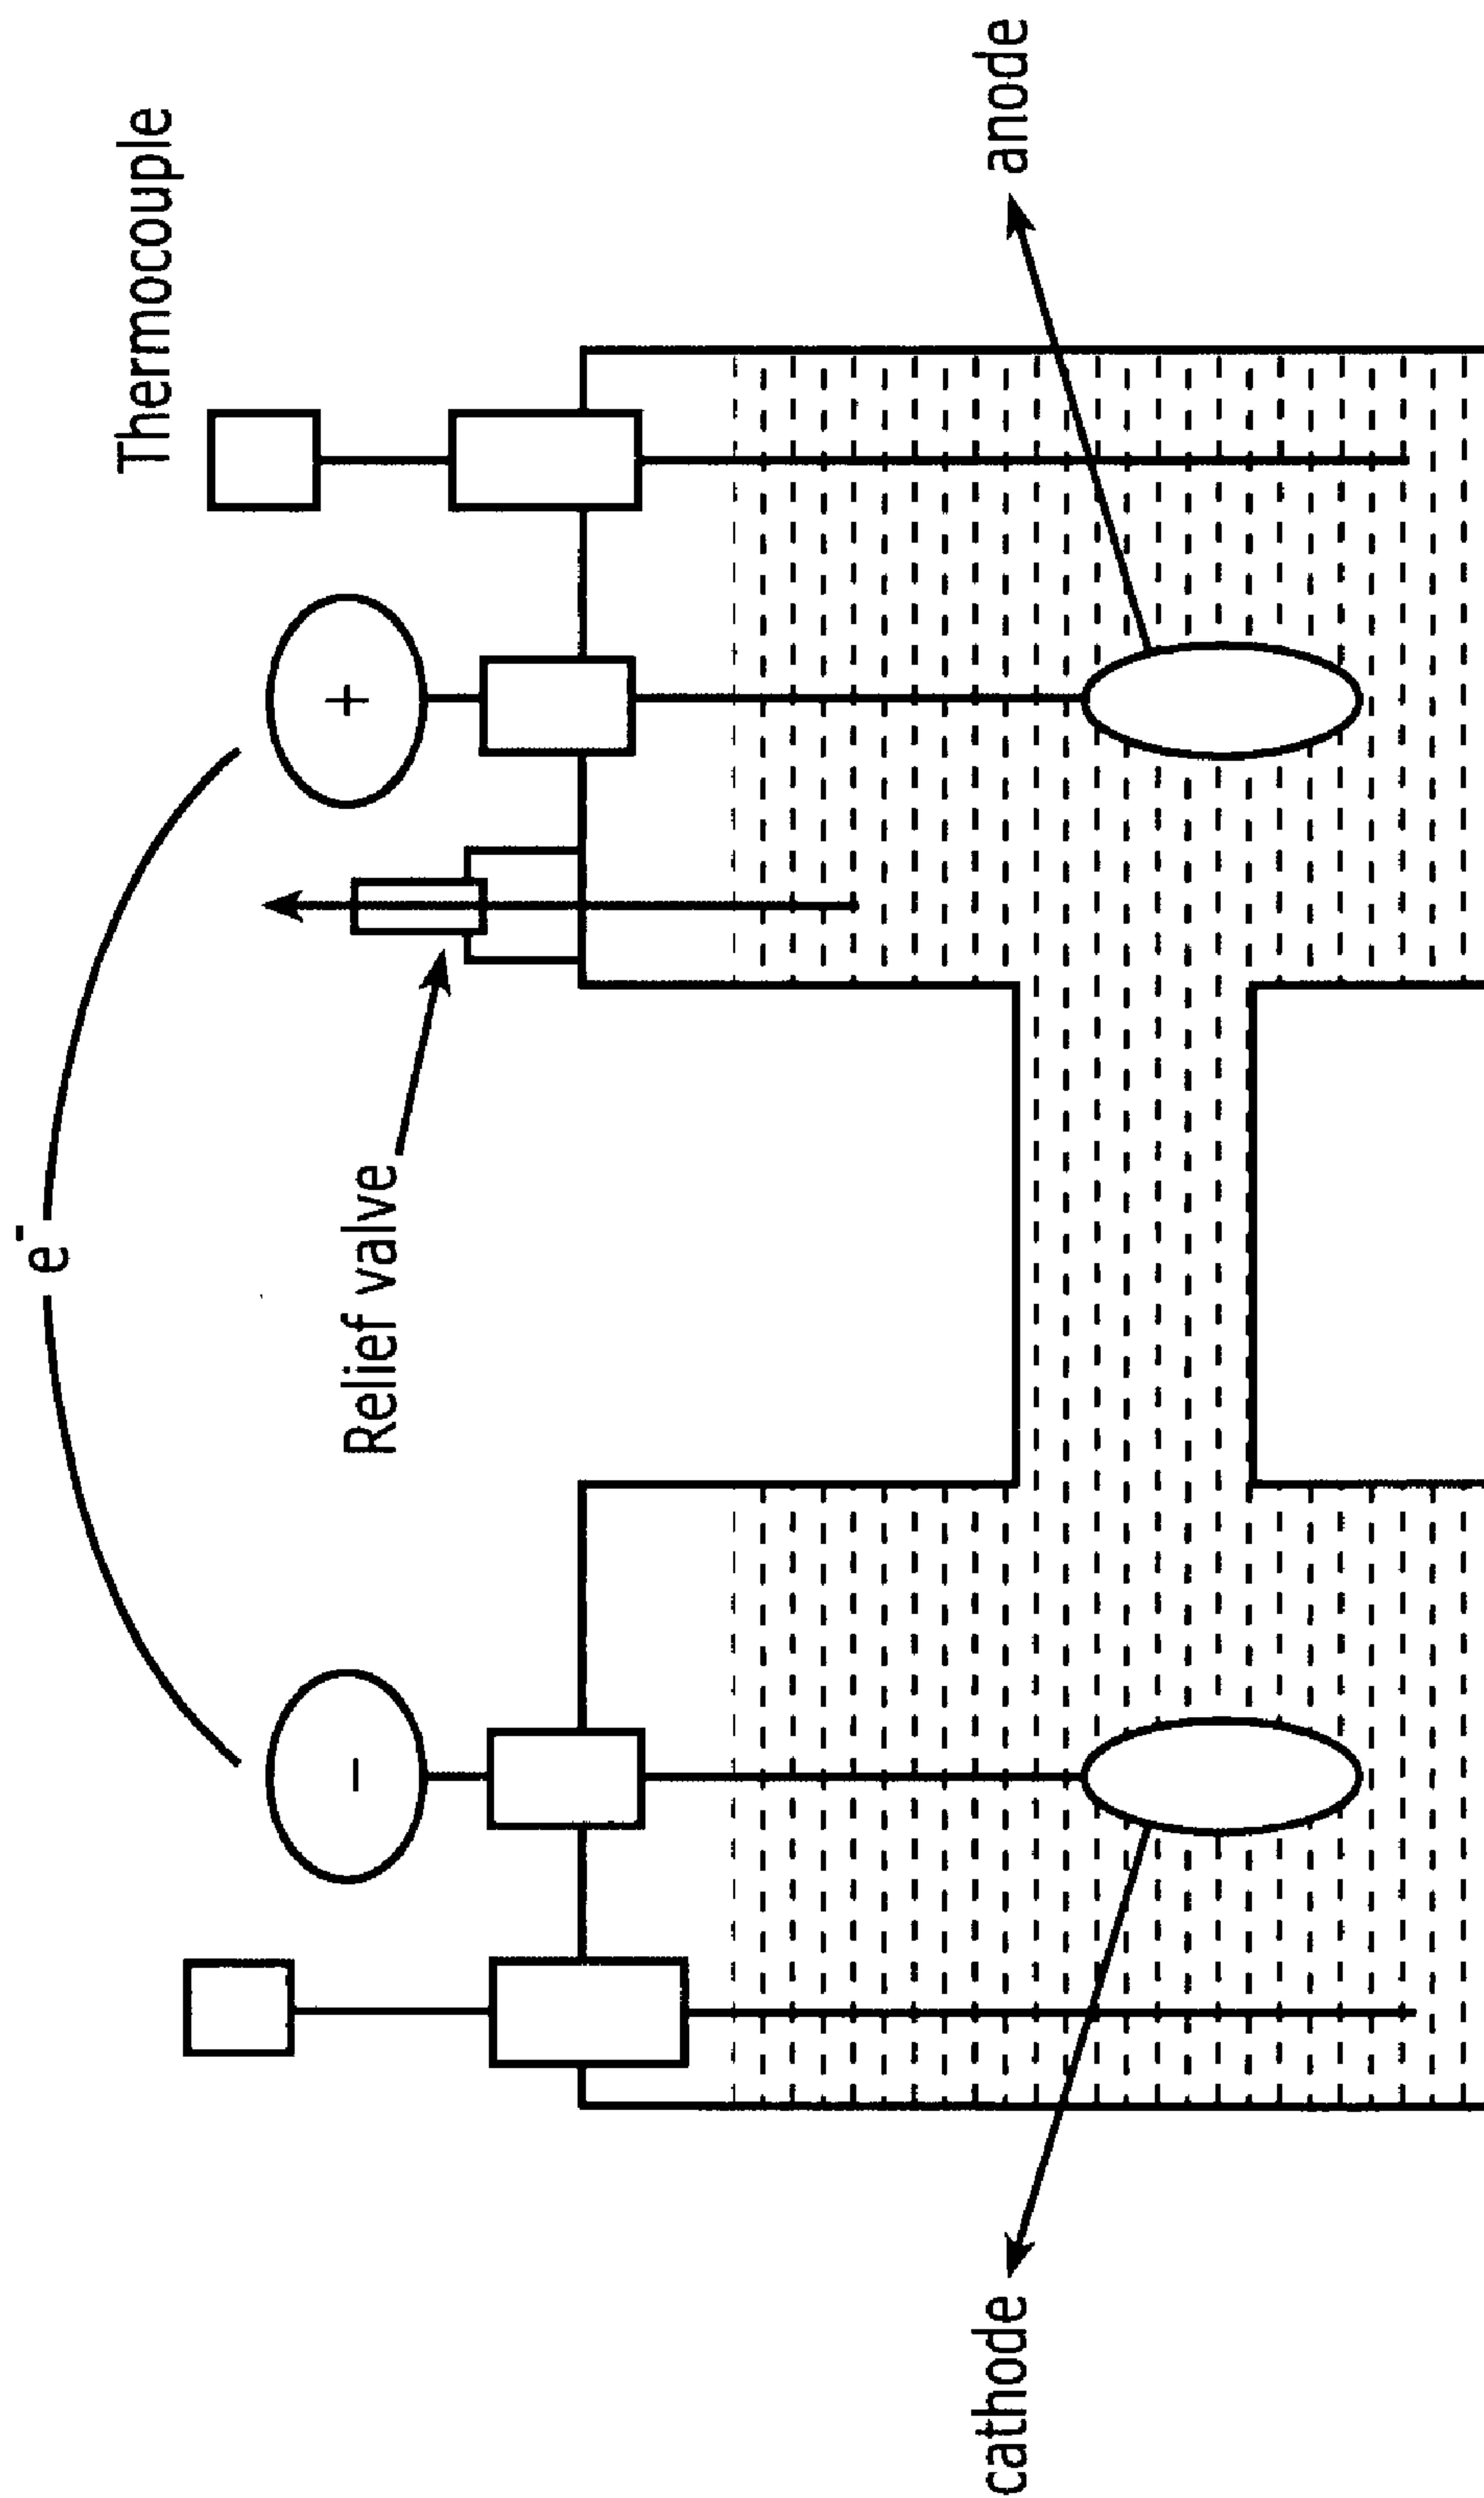 e-
Thermocouple
Relief valve
+
-
cathode
anode